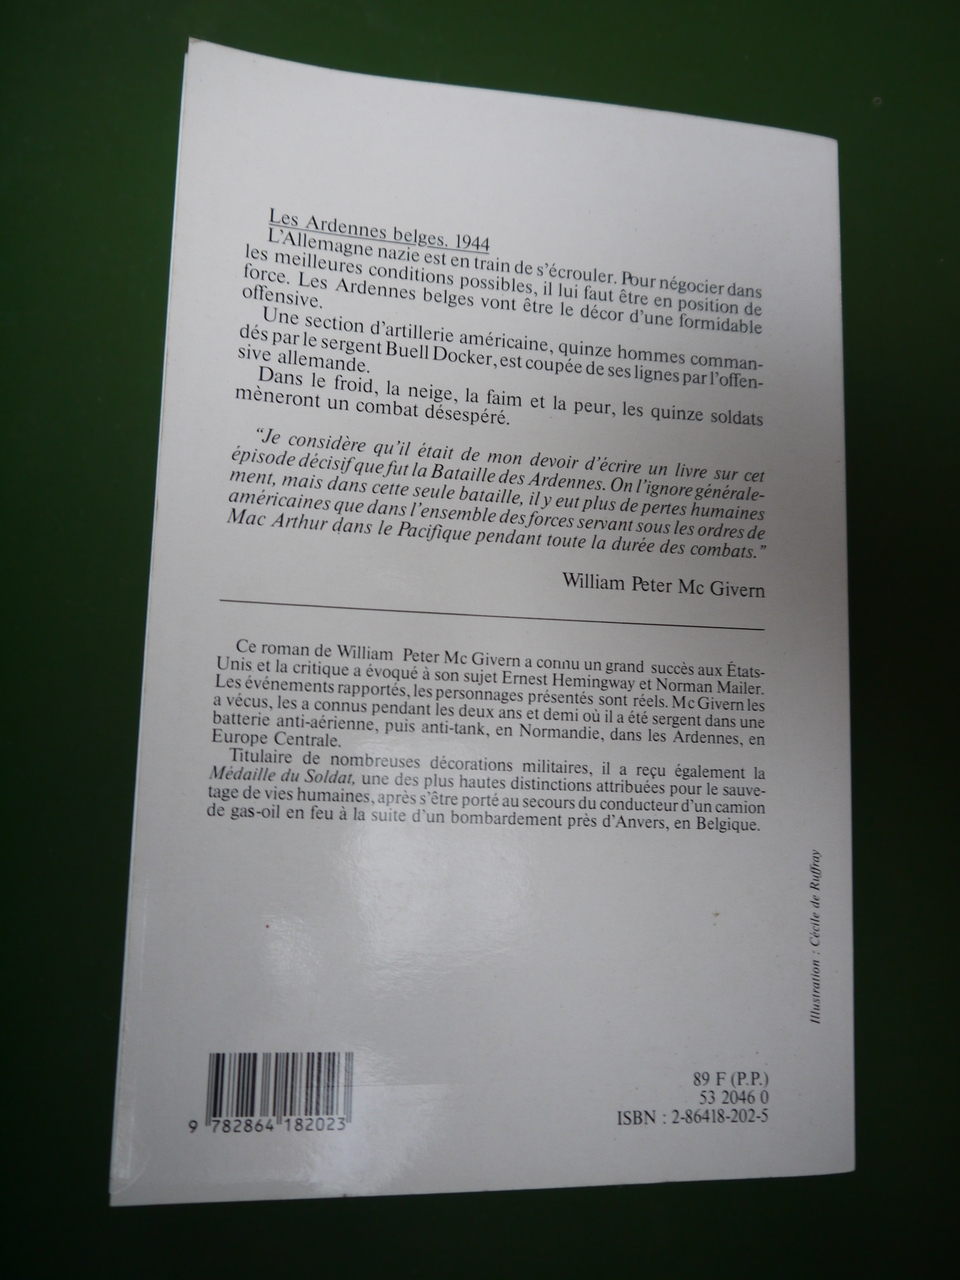 Les Ardennes belges. 1944
L'Allemagne nazie est en train de s'écrouler. Pour négocier dans
les meilleures conditions possibles, il lui faut être en position de
force. Les Ardennes belges vont être le décor d'une formidable
offensive.
Une section d'artillerie américaine, quinze hommes comman-
dés par le sergent Buell Docker, est coupée de ses lignes par l'offen-
sive allemande.
Dans le froid, la neige, la faim et la peur, les quinze soldats
mèneront un combat désespéré.
"Je considère qu'il était de mon devoir d'écrire un livre sur cet
épisode décisif que fut la Bataille des Ardennes. On l'ignore générale-
ment, mais dans cette seule bataille, il y eut plus de pertes humaines
américaines que dans l'ensemble des forces servant sous les ordres de
Mac Arthur dans le Pacifique pendant toute la durée des combats."
William Peter Mc Givern
Ce roman de William Peter Mc Givern a connu un grand succès aux États-
Unis et la critique a évoqué à son sujet Ernest Hemingway et Norman Mailer.
Les événements rapportés, les personnages présentés sont réels. Mc Givern les
a vécus, les a connus pendant les deux ans et demi où il a été sergent dans une
batterie anti-aérienne, puis anti-tank, en Normandie, dans les Ardennes, en
Europe Centrale.
Titulaire de nombreuses décorations militaires, il a reçu également la
Médaille du Soldat, une des plus hautes distinctions attribuées pour le sauve-
tage de vies humaines, après s'être porté au secours du conducteur d'un camion
de gas-oil en feu à la suite d'un bombardement près d'Anvers, en Belgique.
Illustration : Cécile de Ruffray
89 F (P.P.)
53 2046 0
ISBN : 2-86418-202-5
9 782864 182023